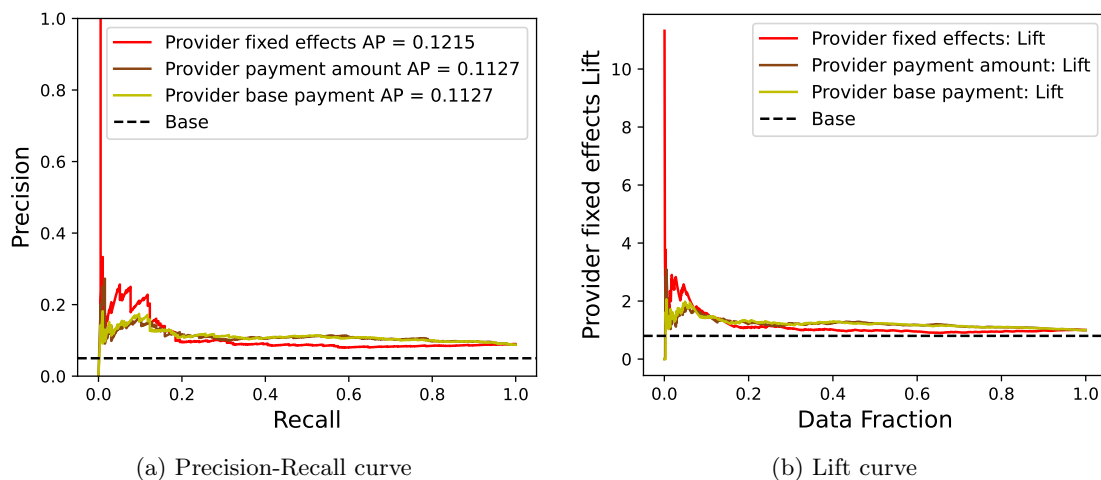 Provider fixed effects AP = 0.1215
Provider payment amount AP = 0.1127
Provider base payment AP = 0.1127
Base
Precision
1.0
0.8
0.6
0.4
0.2
0.0
0.0 0.2 0.4 0.6 0.8 1.0
Recall
(a) Precision-Recall curve
Provider fixed effects: Lift
Provider payment amount: Lift
Provider base payment: Lift
Base
Provider fixed effects Lift
10
8
6
4
2
0
0.0 0.2 0.4 0.6 0.8 1.0
Data Fraction
(b) Lift curve